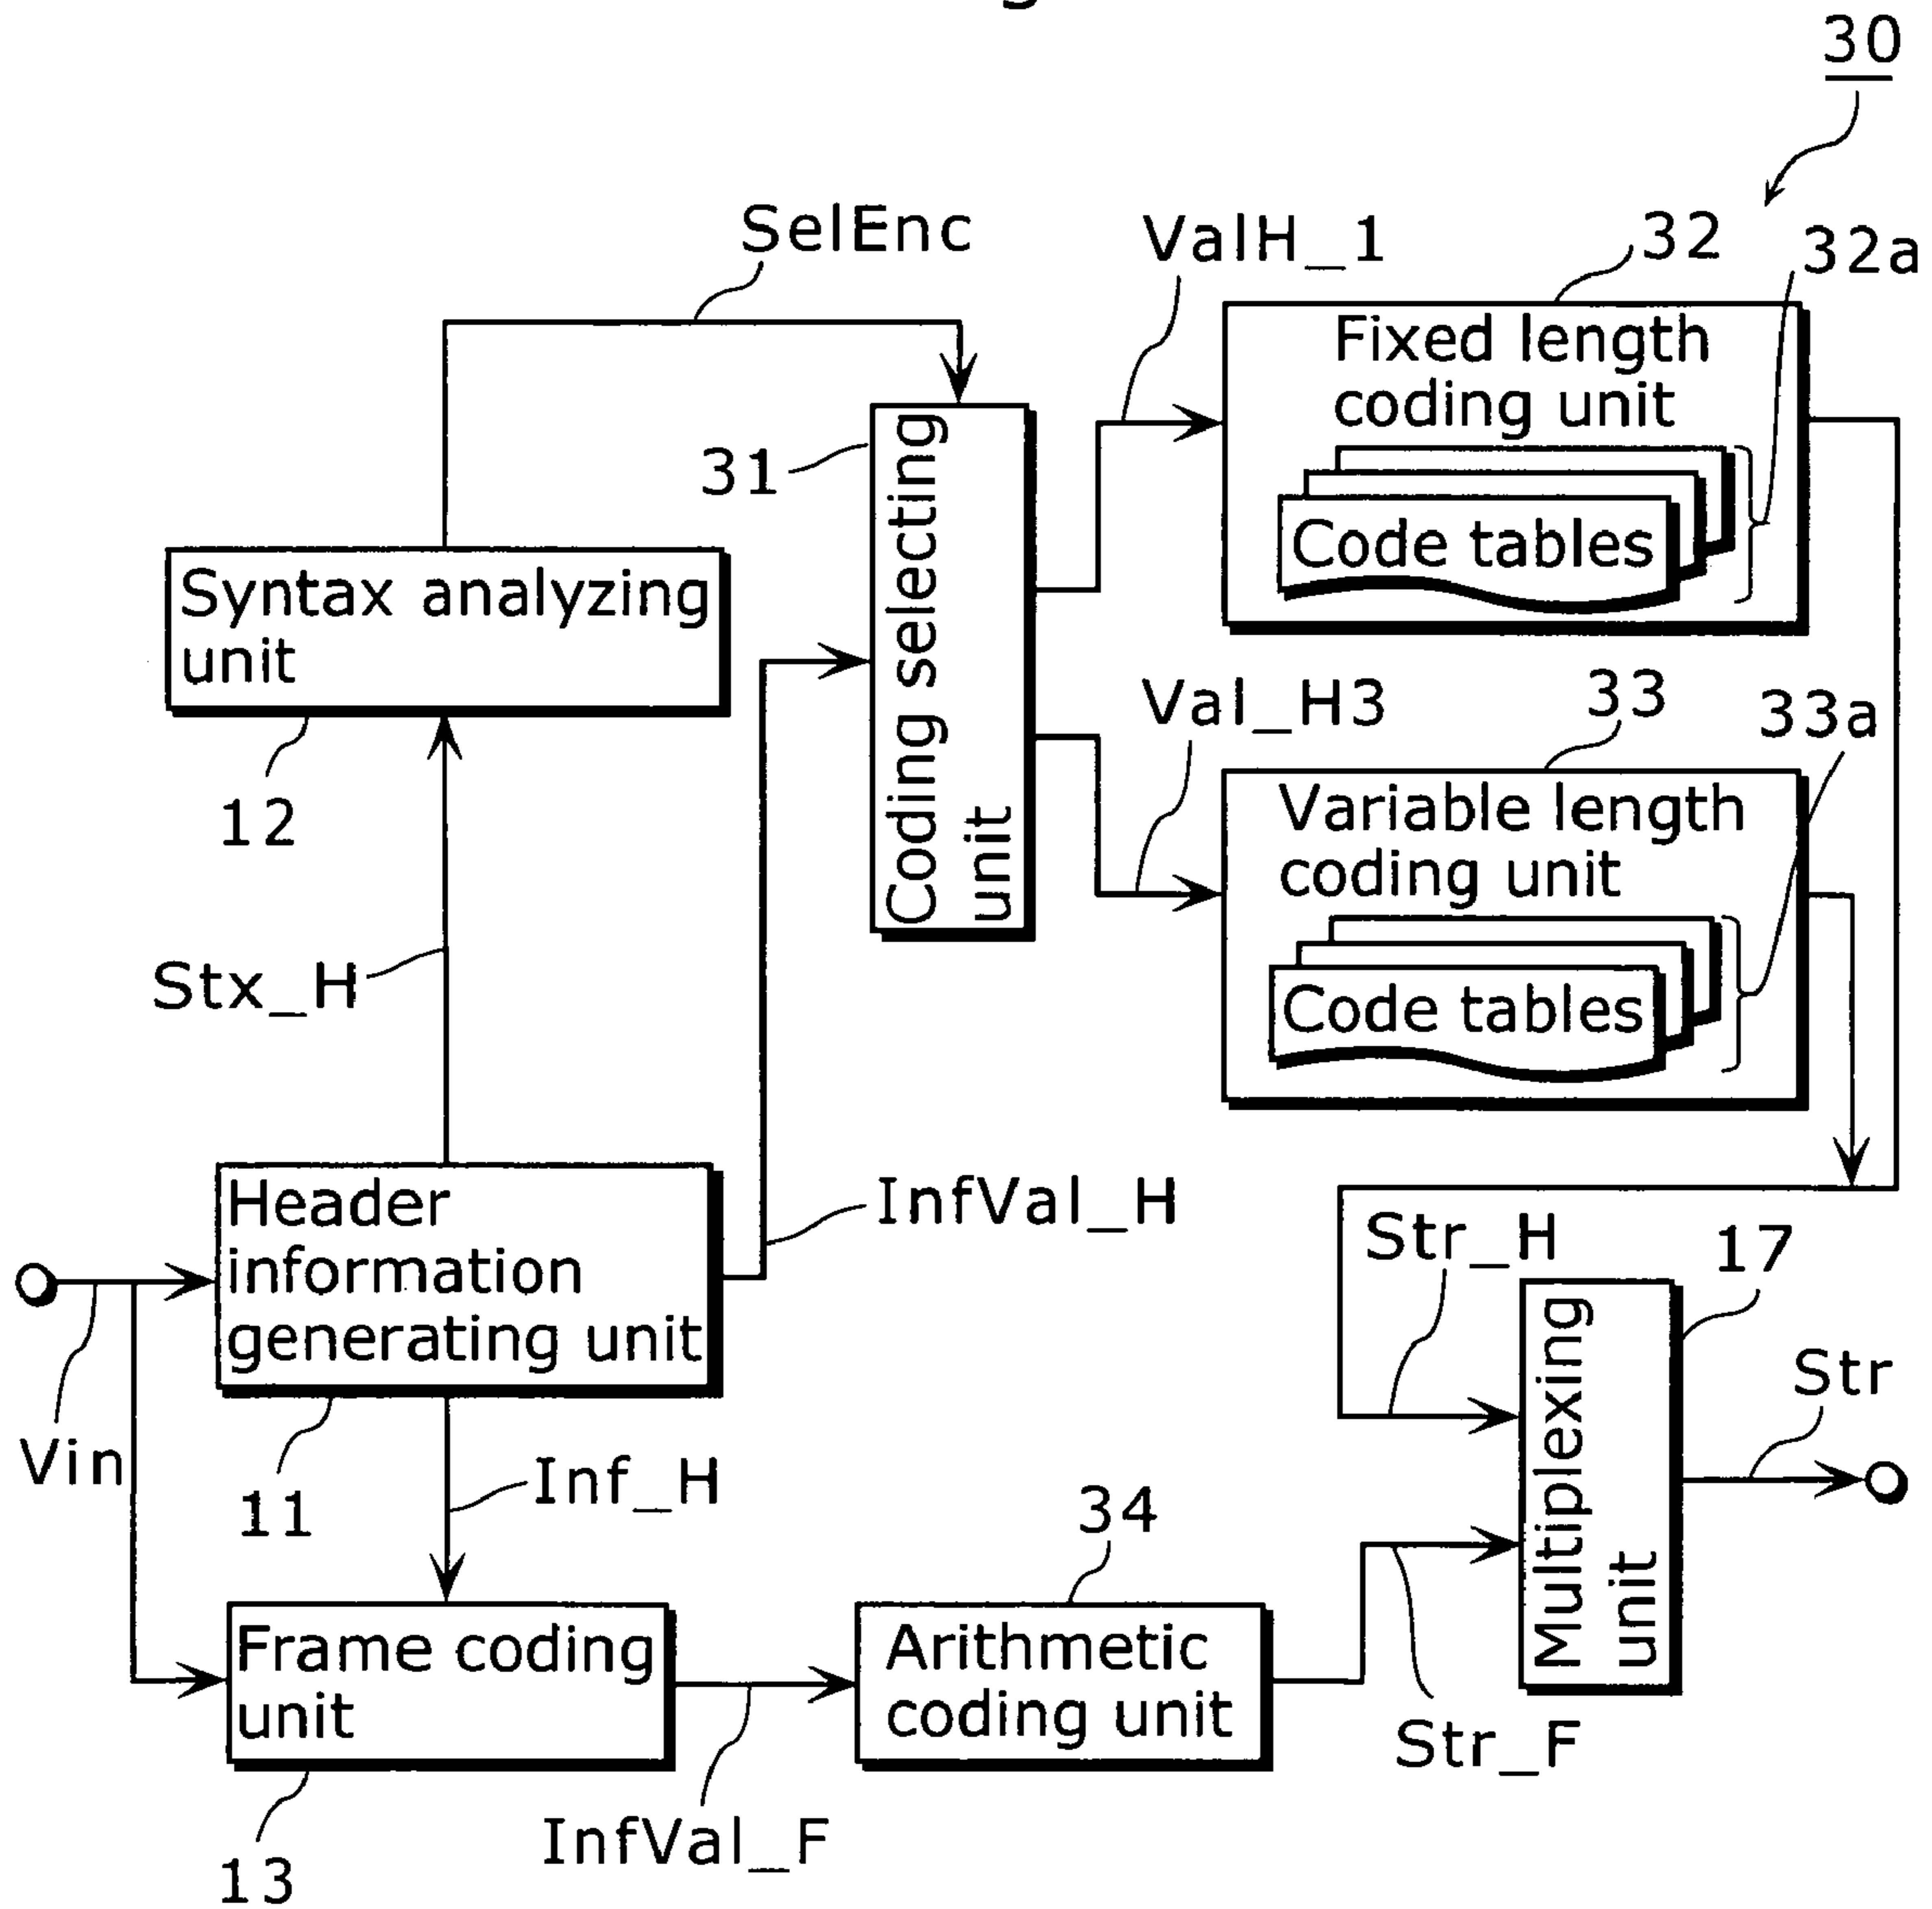 30
SelEnc
ValH_1
32
32a
Fixed length
coding unit
Code tables
31
Coding selecting
unit
Syntax analyzing
unit
12
Val_H3
33
33a
Variable length
coding unit
Code tables
Stx_H
Header
information
generating unit
InfVal_H
Str_H
17
Multiplexing
unit
Str
Vin
11
Inf_H
34
Frame coding
unit
Arithmetic
coding unit
Str_F
InfVal_F
13